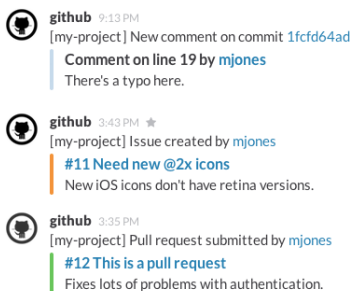 github 9:13 PM
[my-project] New comment on commit 1fcfd64ad
Comment on line 19 by mjones
There's a typo here.
github 3:43 PM
[my-project] Issue created by mjones
#11 Need new @2x icons
New iOS icons don't have retina versions.
github 3:35 PM
[my-project] Pull request submitted by mjones
#12 This is a pull request
Fixes lots of problems with authentication.